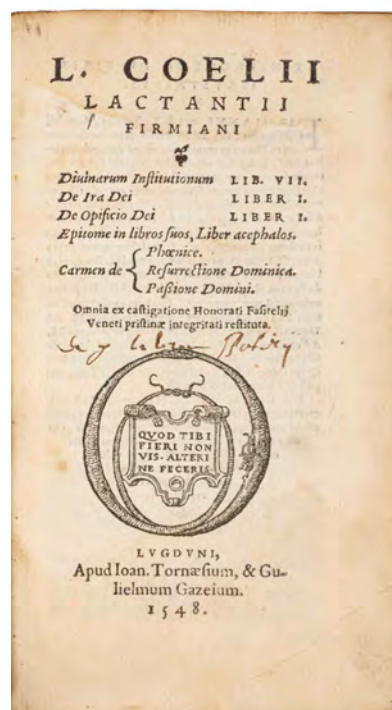 L. COELII
LACTANTII
FIRMIANI
Diuinarum Inſtitutionum LIB. VII.
De Ira Dei LIBER I.
De Opificio Dei LIBER I.
Epitome in libros ſuos, Liber acephalos.
Phœnice.
Carmen de Reſurrectione Dominica.
Paſsione Domini.
Omnia ex caſtigatione Honorati Faſitelij
Veneti priſtinæ integritati reſtituta.
QVOD TIBI
FIERI NON
VIS, ALTERI
NE FECERIS
LVGDVNI,
Apud Ioan. Tornæſium, & Gu-
lielmum Gazeium.
1548.